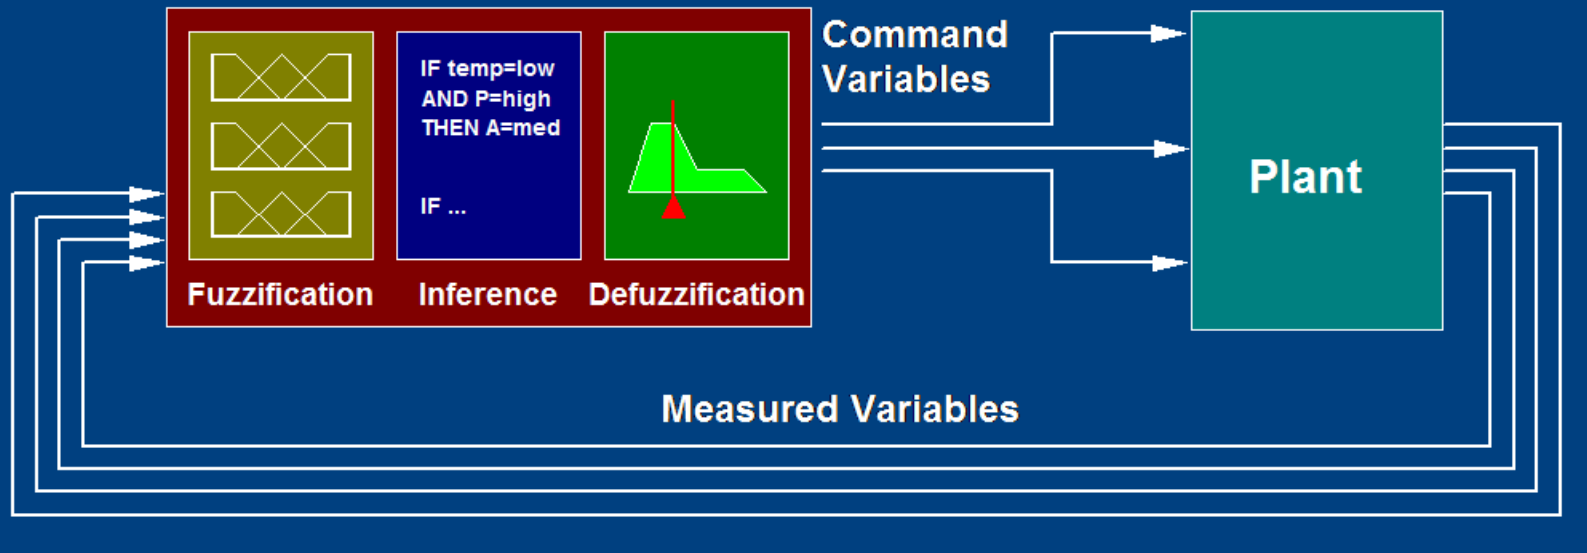 IF temp=low
AND P=high
THEN A=med
IF ...
Fuzzification
Inference
Defuzzification
Command
Variables
Plant
Measured Variables